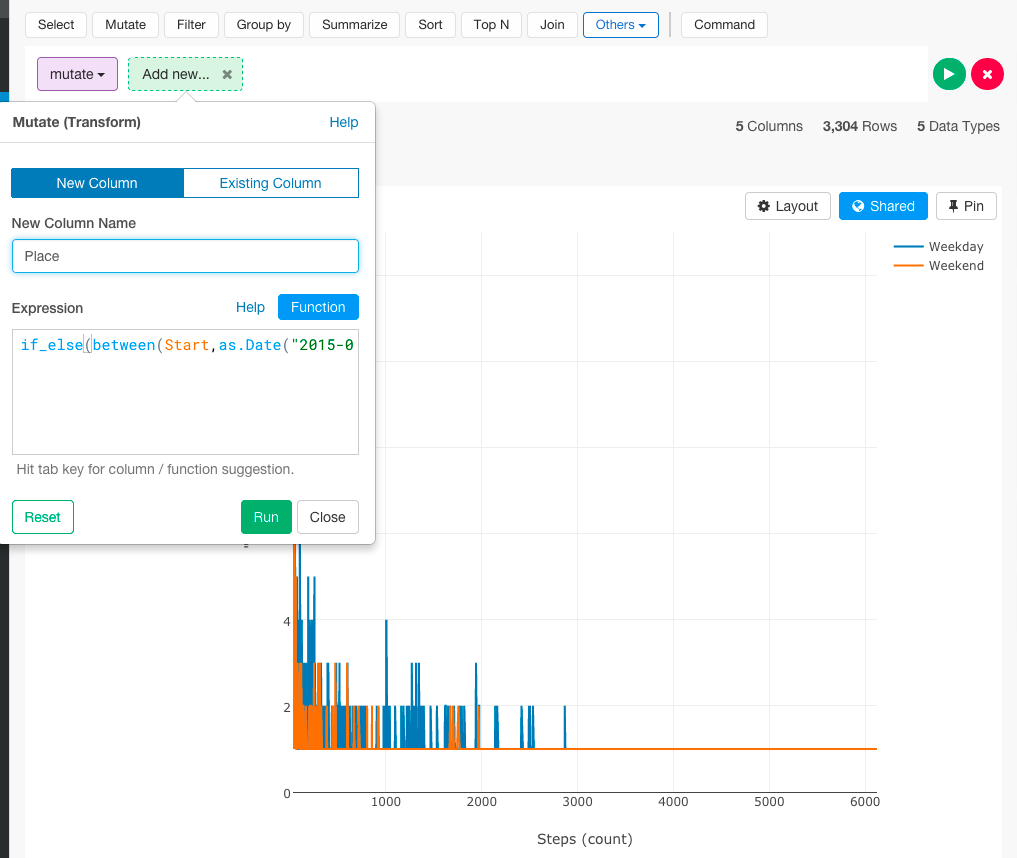 Select Mutate Filter Group by Summarize Sort Top N Join Others Command
mutate Add new...
Mutate (Transform) Help
5 Columns 3,304 Rows 5 Data Types
New Column Existing Column
Layout Shared Pin
New Column Name
Place
Weekday
Weekend
Expression Help Function
if_else(between(Start,as.Date("2015-0
Hit tab key for column / function suggestion.
Reset Run Close
4
2
0
1000 2000 3000 4000 5000 6000
Steps (count)